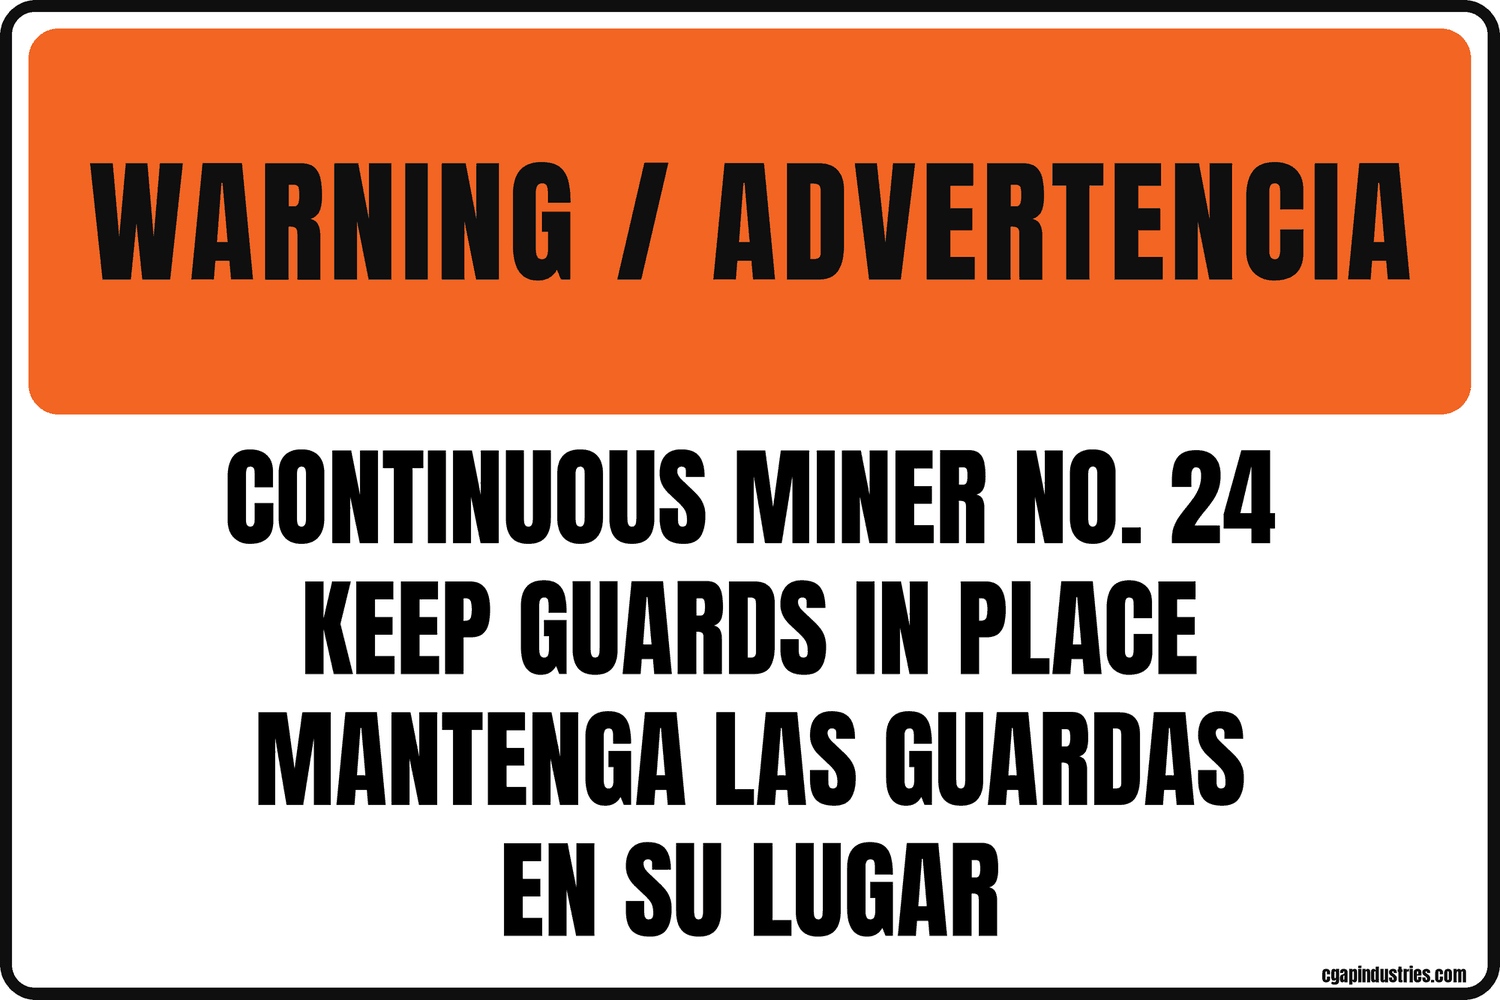 WARNING / ADVERTENCIA
CONTINUOUS MINER NO. 24
KEEP GUARDS IN PLACE
MANTENGA LAS GUARDAS
EN SU LUGAR
cgapindustries.com